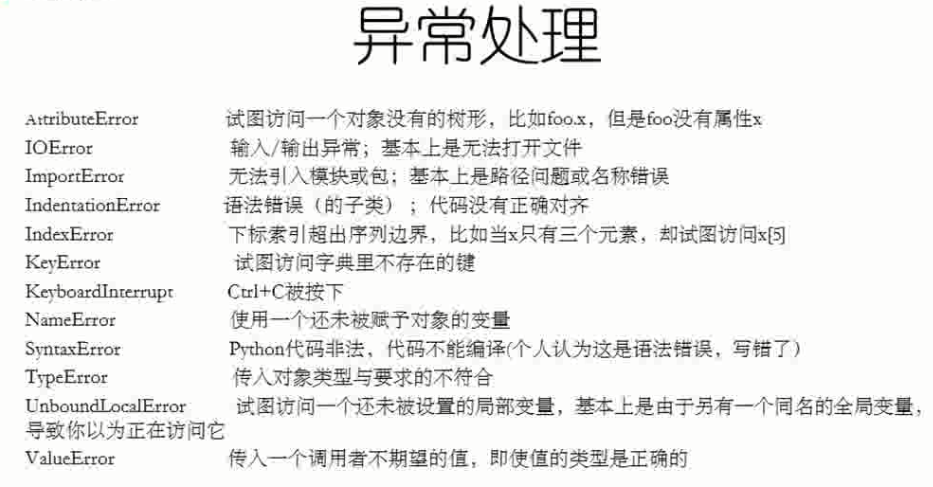 异常处理
AttributeError 试图访问一个对象没有的树形，比如foo.x，但是foo没有属性x
IOError 输入/输出异常；基本上是无法打开文件
ImportError 无法引入模块或包；基本上是路径问题或名称错误
IndentationError 语法错误（的子类）；代码没有正确对齐
IndexError 下标索引超出序列边界，比如当x只有三个元素，却试图访问x[5]
KeyError 试图访问字典里不存在的键
KeyboardInterrupt Ctrl+C被按下
NameError 使用一个还未被赋予对象的变量
SyntaxError Python代码非法，代码不能编译(个人认为这是语法错误，写错了）
TypeError 传入对象类型与要求的不符合
UnboundLocalError 试图访问一个还未被设置的局部变量，基本上是由于另有一个同名的全局变量，
导致你以为正在访问它
ValueError 传入一个调用者不期望的值，即使值的类型是正确的